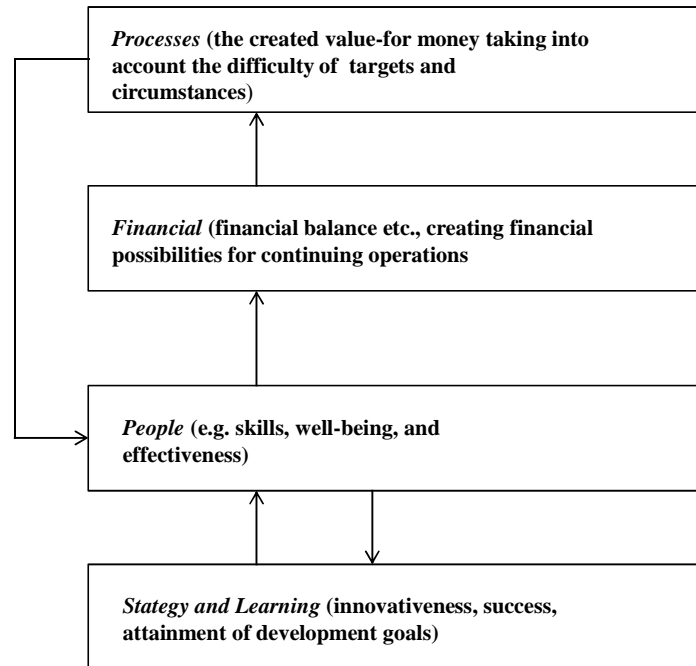 Processes (the created value-for money taking into
account the difficulty of targets and
circumstances)
Financial (financial balance etc., creating financial
possibilities for continuing operations
People (e.g. skills, well-being, and
effectiveness)
Stategy and Learning (innovativeness, success,
attainment of development goals)